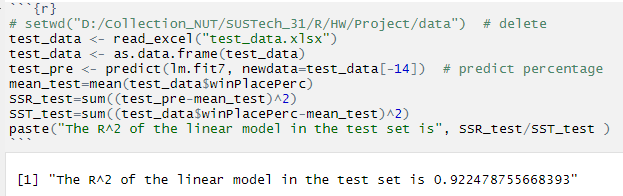 ```{r}
# setwd("D:/Collection_NUT/SUSTech_31/R/HW/Project/data")  # delete
test_data <- read_excel("test_data.xlsx")
test_data <- as.data.frame(test_data)
test_pre <- predict(lm.fit7, newdata=test_data[-14])  # predict percentage
mean_test=mean(test_data$winPlacePerc)
SSR_test=sum((test_pre-mean_test)^2)
SST_test=sum((test_data$winPlacePerc-mean_test)^2)
paste("The R^2 of the linear model in the test set is", SSR_test/SST_test )
```
[1] "The R^2 of the linear model in the test set is 0.922478755668393"